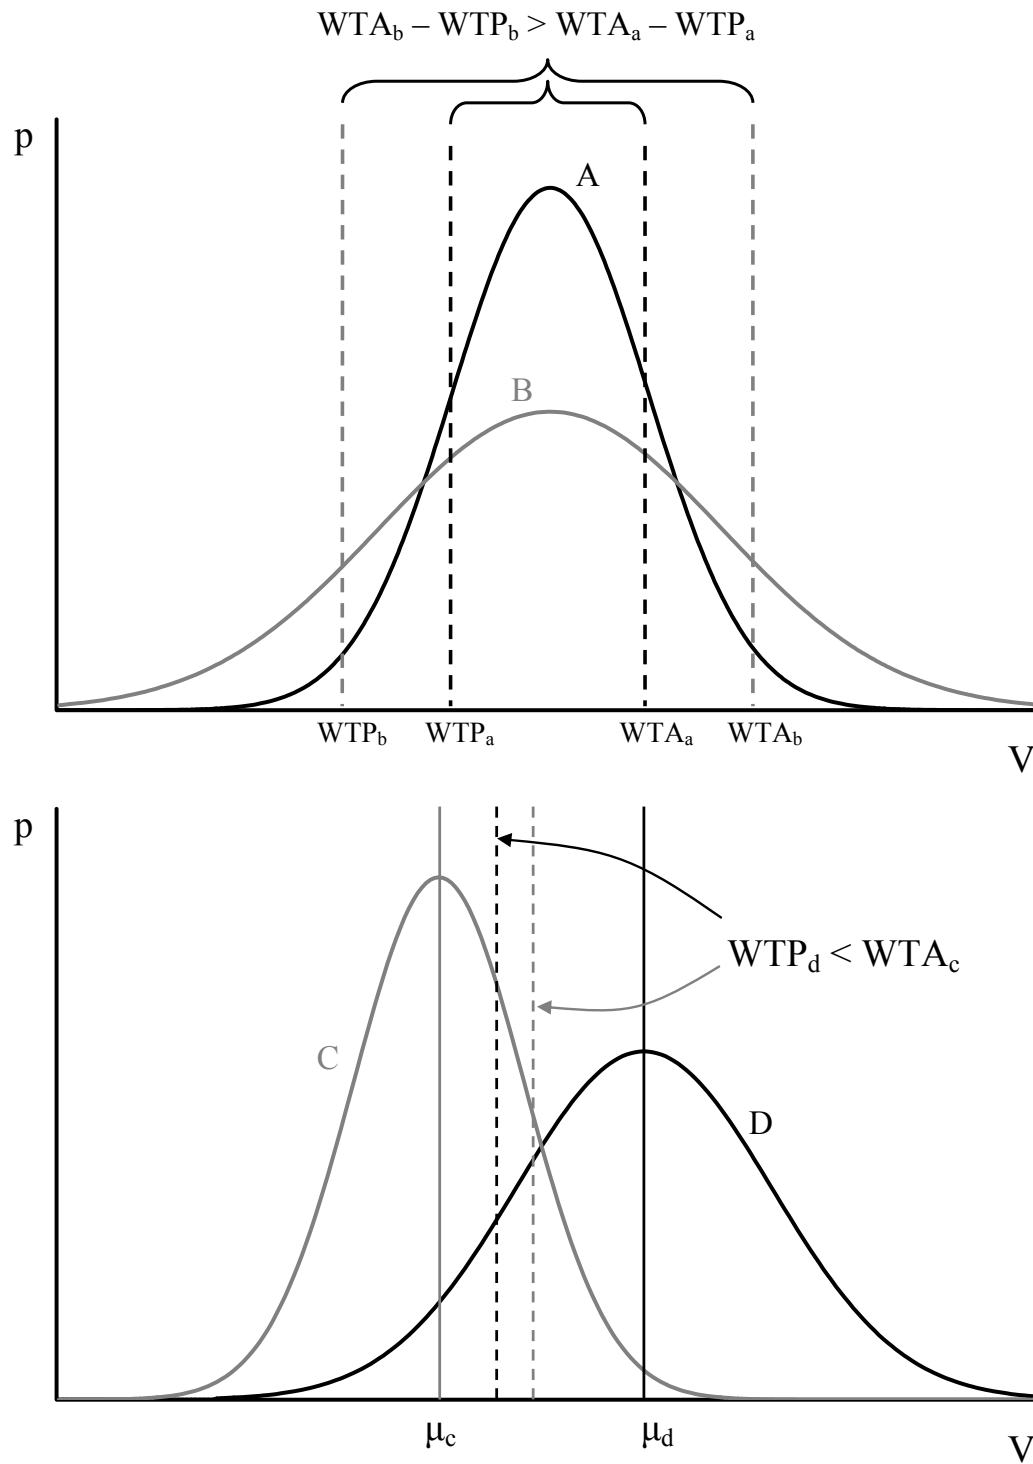 WTA_b – WTP_b > WTA_a – WTP_a
p
A
B
WTP_b WTP_a WTA_a WTA_b
V
p
WTP_d < WTA_c
C
D
μ_c μ_d
V